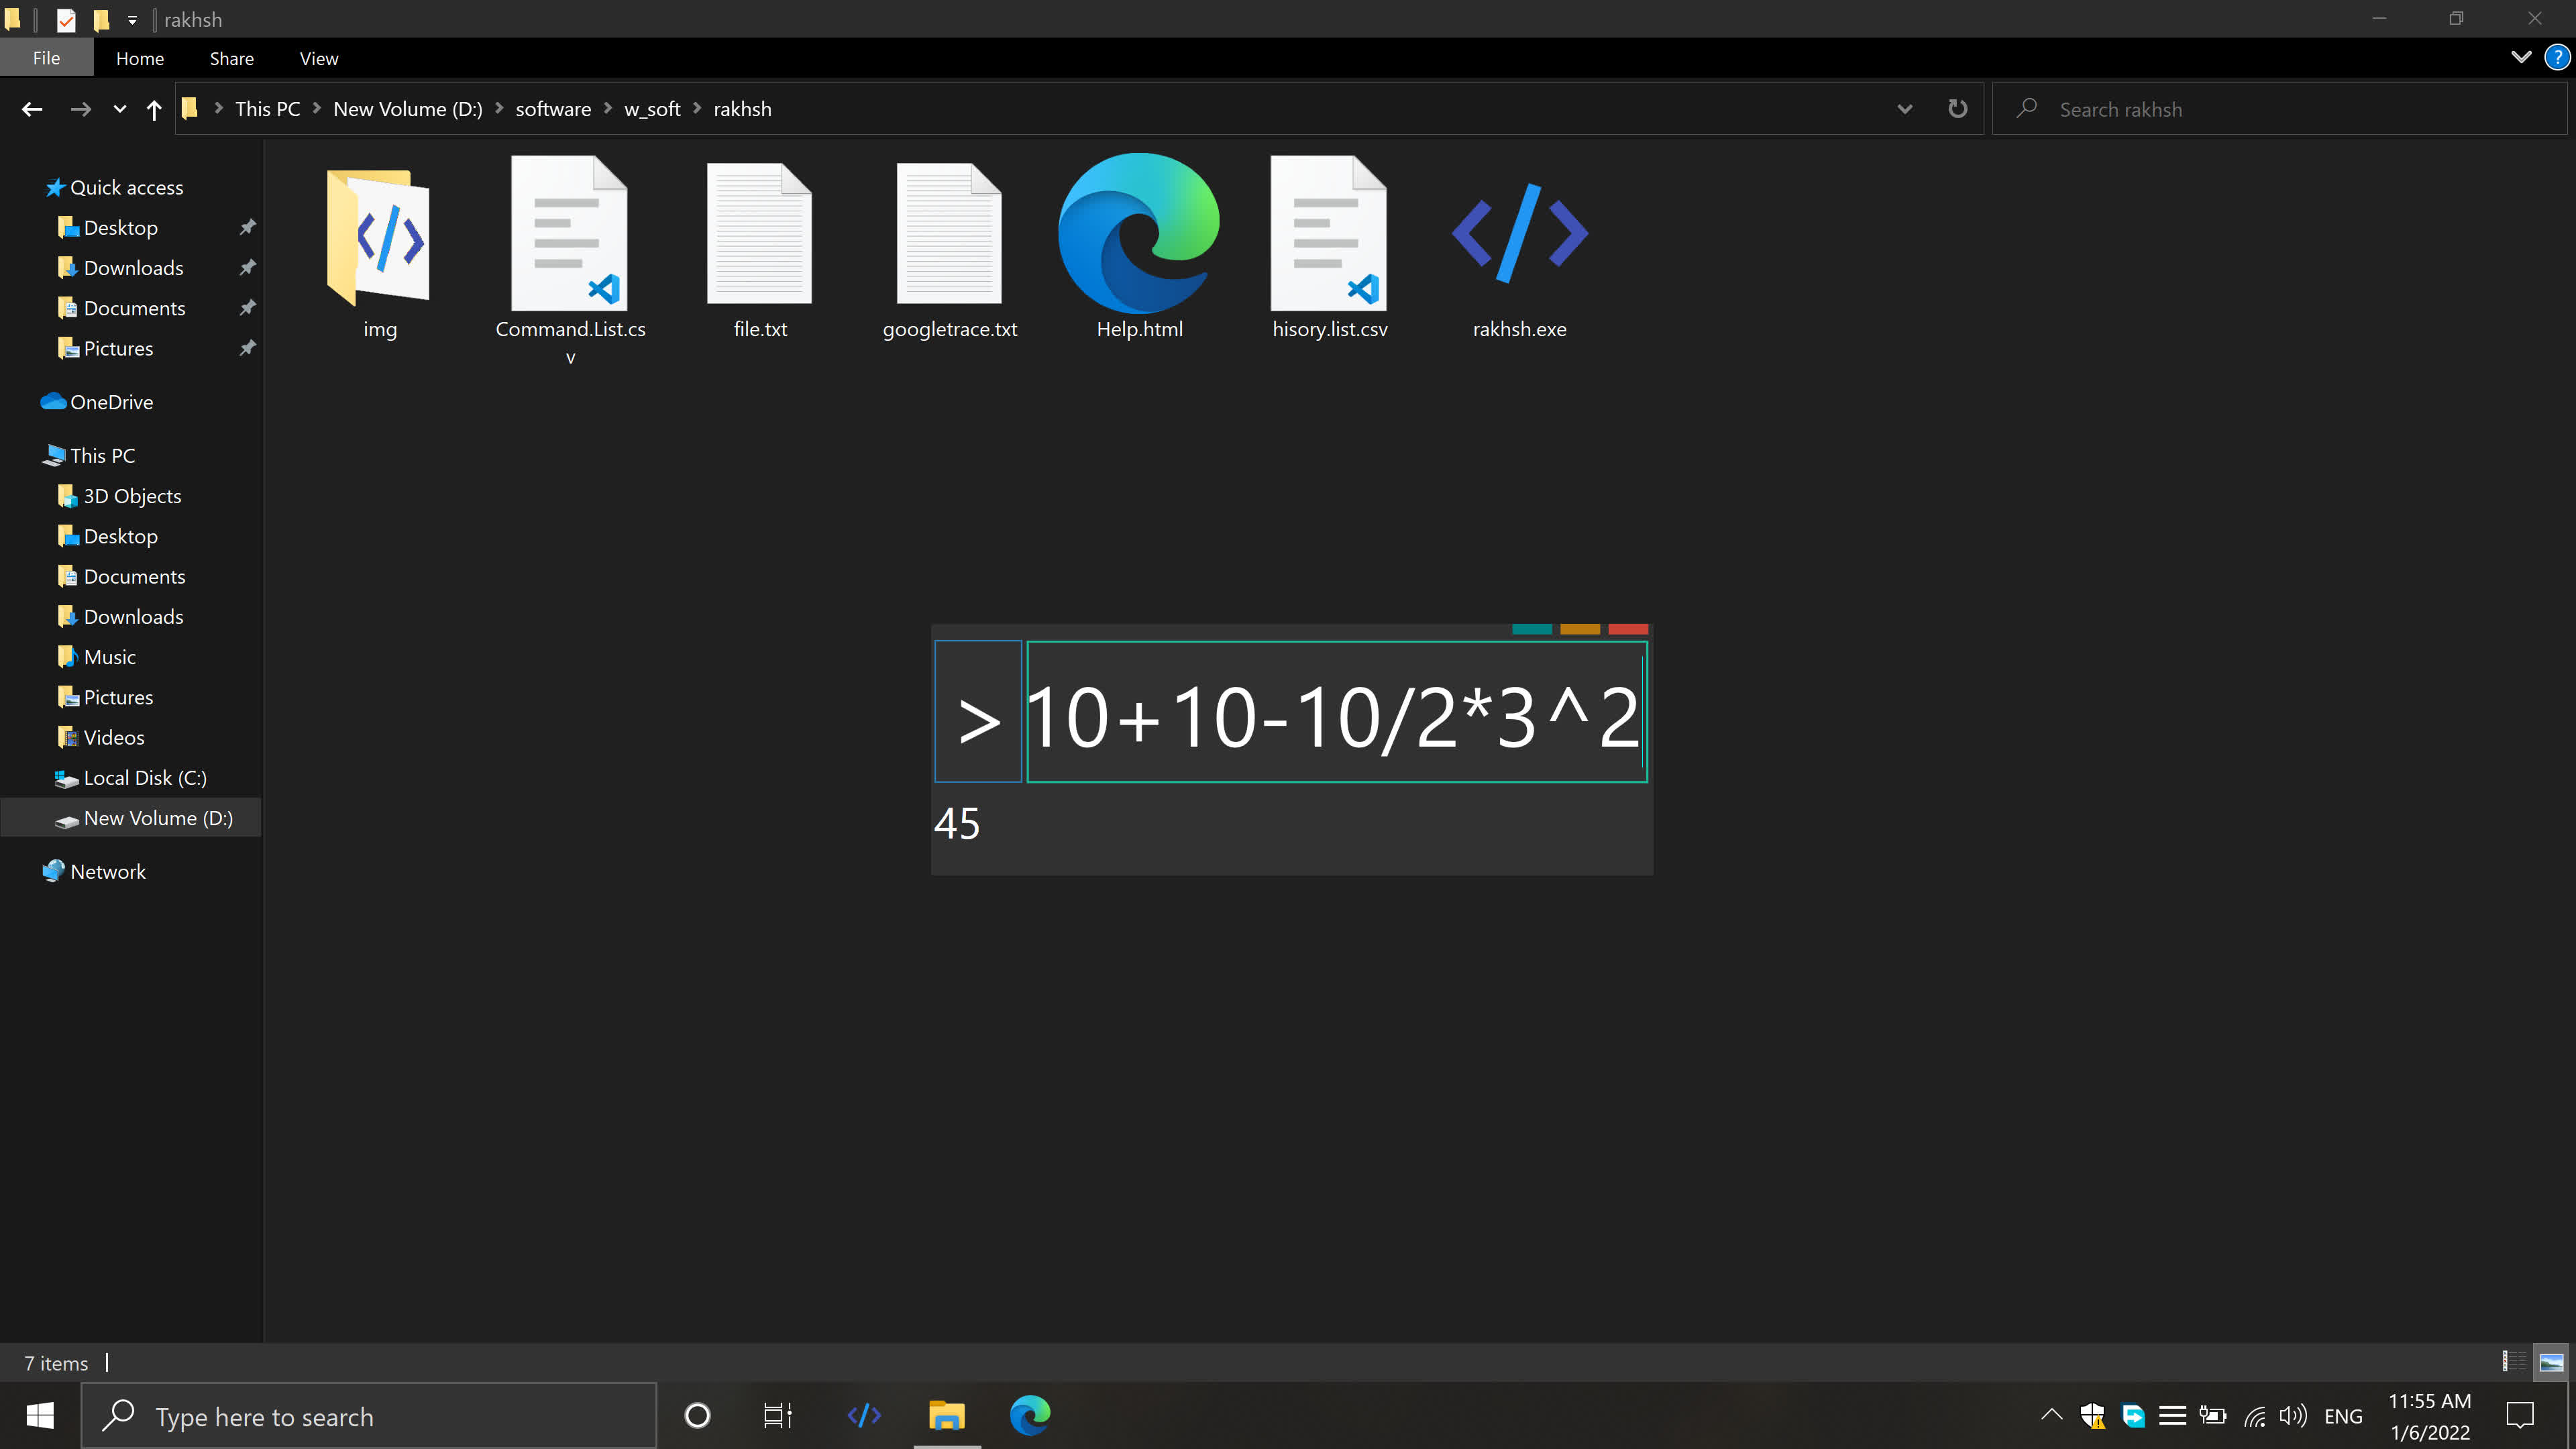 rakhsh
File Home Share View
?
This PC New Volume (D:) software w_soft rakhsh
Search rakhsh
Quick access
Desktop
Downloads
Documents
Pictures
OneDrive
This PC
3D Objects
Desktop
Documents
Downloads
Music
Pictures
Videos
Local Disk (C:)
New Volume (D:)
Network
img
Command.List.cs
v
file.txt
googletrace.txt
Help.html
hisory.list.csv
rakhsh.exe
> 10+10-10/2*3^2
45
7 items
Type here to search
ENG
11:55 AM
1/6/2022